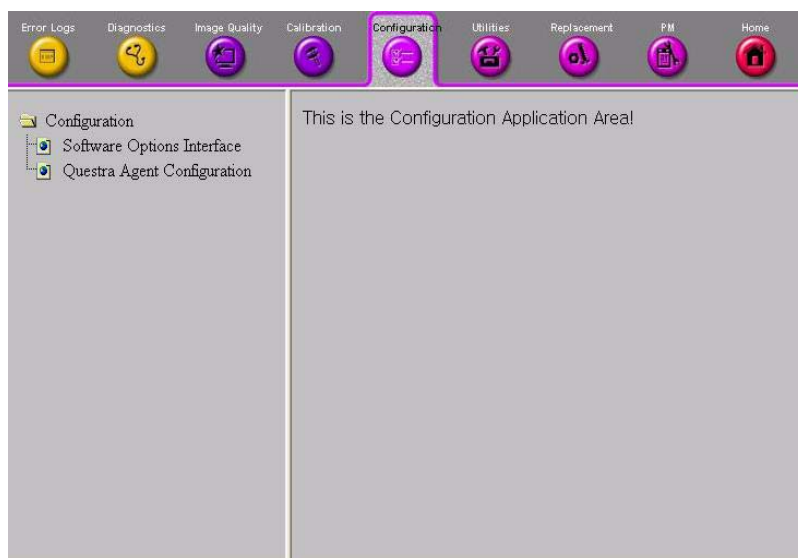 Error Logs
Diagnostics
Image Quality
Calibration
Configuration
Utilities
Replacement
PM
Home
Configuration
Software Options Interface
Questra Agent Configuration
This is the Configuration Application Area!